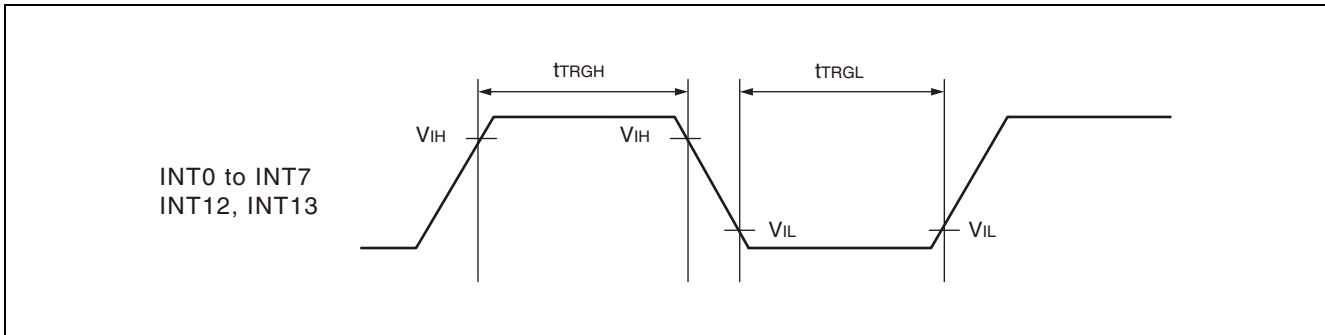 tTRGH
tTRGL
VIH
VIH
INT0 to INT7
INT12, INT13
VIL
VIL